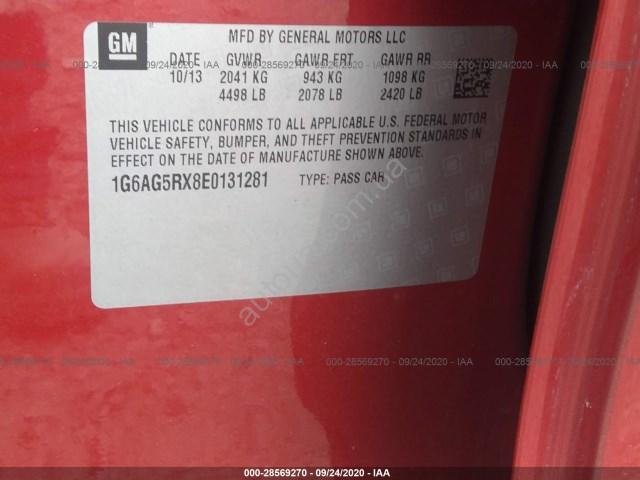 GM
MFD BY GENERAL MOTORS LLC
DATE GVWR GAWR FRT GAWR RR
10/13 2041 KG 943 KG 1098 KG
4498 LB 2078 LB 2420 LB
THIS VEHICLE CONFORMS TO ALL APPLICABLE U.S. FEDERAL MOTOR
VEHICLE SAFETY, BUMPER, AND THEFT PREVENTION STANDARDS IN
EFFECT ON THE DATE OF MANUFACTURE SHOWN ABOVE.
1G6AG5RX8E0131281 TYPE: PASS CAR
000-28569270 - 09/24/2020 - IAA